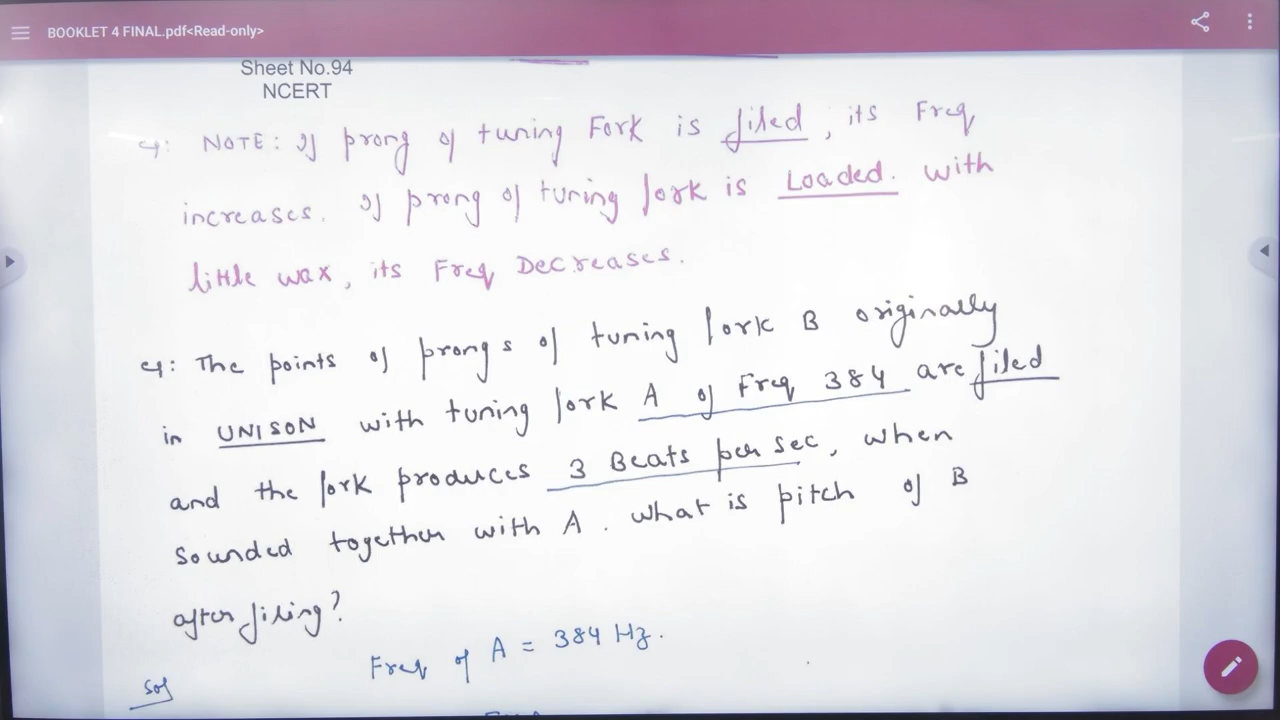 BOOKLET 4 FINAL.pdf<Read-only>
Sheet No.94
NCERT
NOTE: If prong of tuning Fork is filed, its Freq
increases. If prong of tuning fork is Loaded. with
little wax, its Freq Decreases.
The points of prongs of tuning fork B originally
in UNISON with tuning fork A of Freq 384 are filed
and the fork produces 3 Beats per sec, when
sounded together with A. What is pitch of B
after filing?
Freq of A = 384 Hz.
Sol